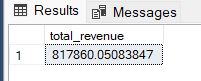 Results Messages
total_revenue
1 817860.05083847